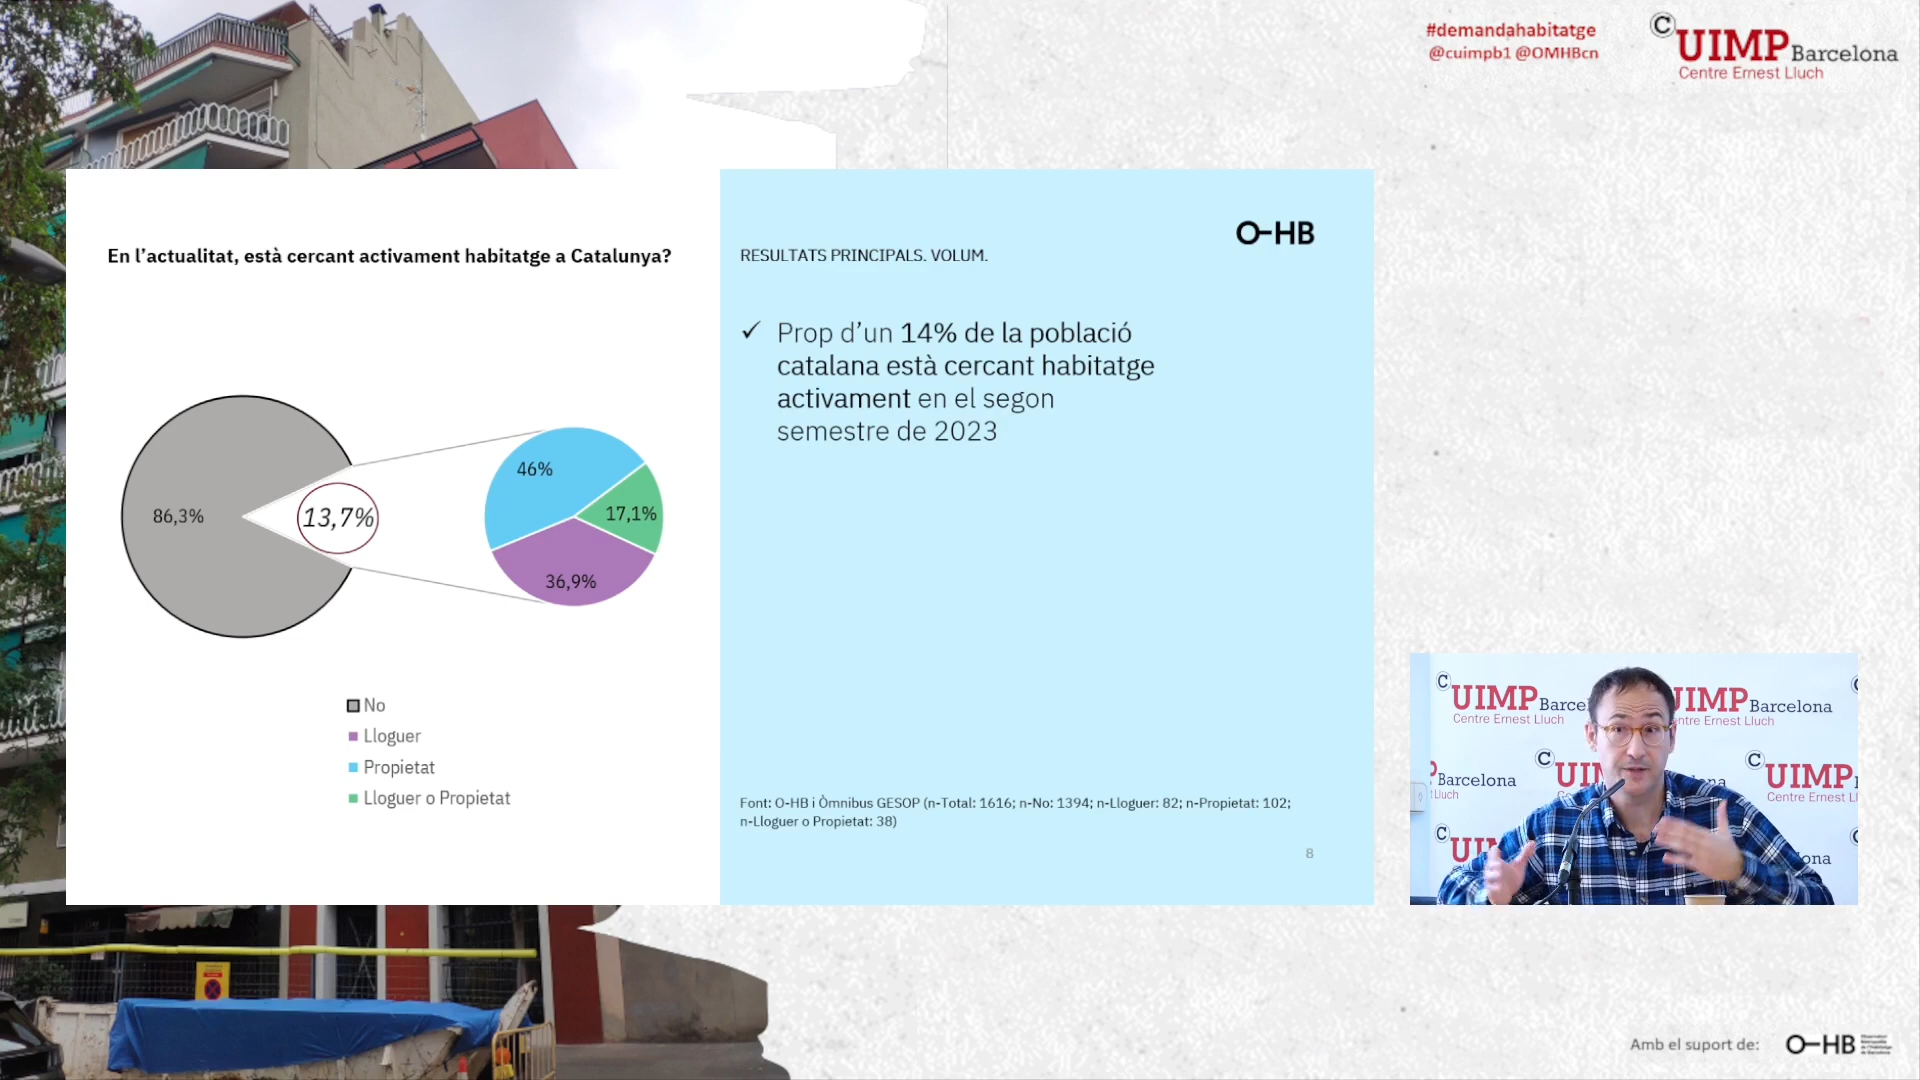 #demandahabitatge
@cuimpb1 @OMHBcn
C UIMP Barcelona
Centre Ernest Lluch
O-HB
En l’actualitat, està cercant activament habitatge a Catalunya?
86,3%
13,7%
46%
17,1%
36,9%
No
Lloguer
Propietat
Lloguer o Propietat
RESULTATS PRINCIPALS. VOLUM.
✓ Prop d’un 14% de la població
catalana està cercant habitatge
activament en el segon
semestre de 2023
Font: O-HB i Òmnibus GESOP (n-Total: 1616; n-No: 1394; n-Lloguer: 82; n-Propietat: 102;
n-Lloguer o Propietat: 38)
8
C UIMP Barce
Centre Ernest Lluch
UIMP Barcelona
ntre Ernest Lluch
Barcelona
t Lluch
C UI
C UIMP
Centre Ernest Ll
C UI
ona
Amb el suport de:
O-HB